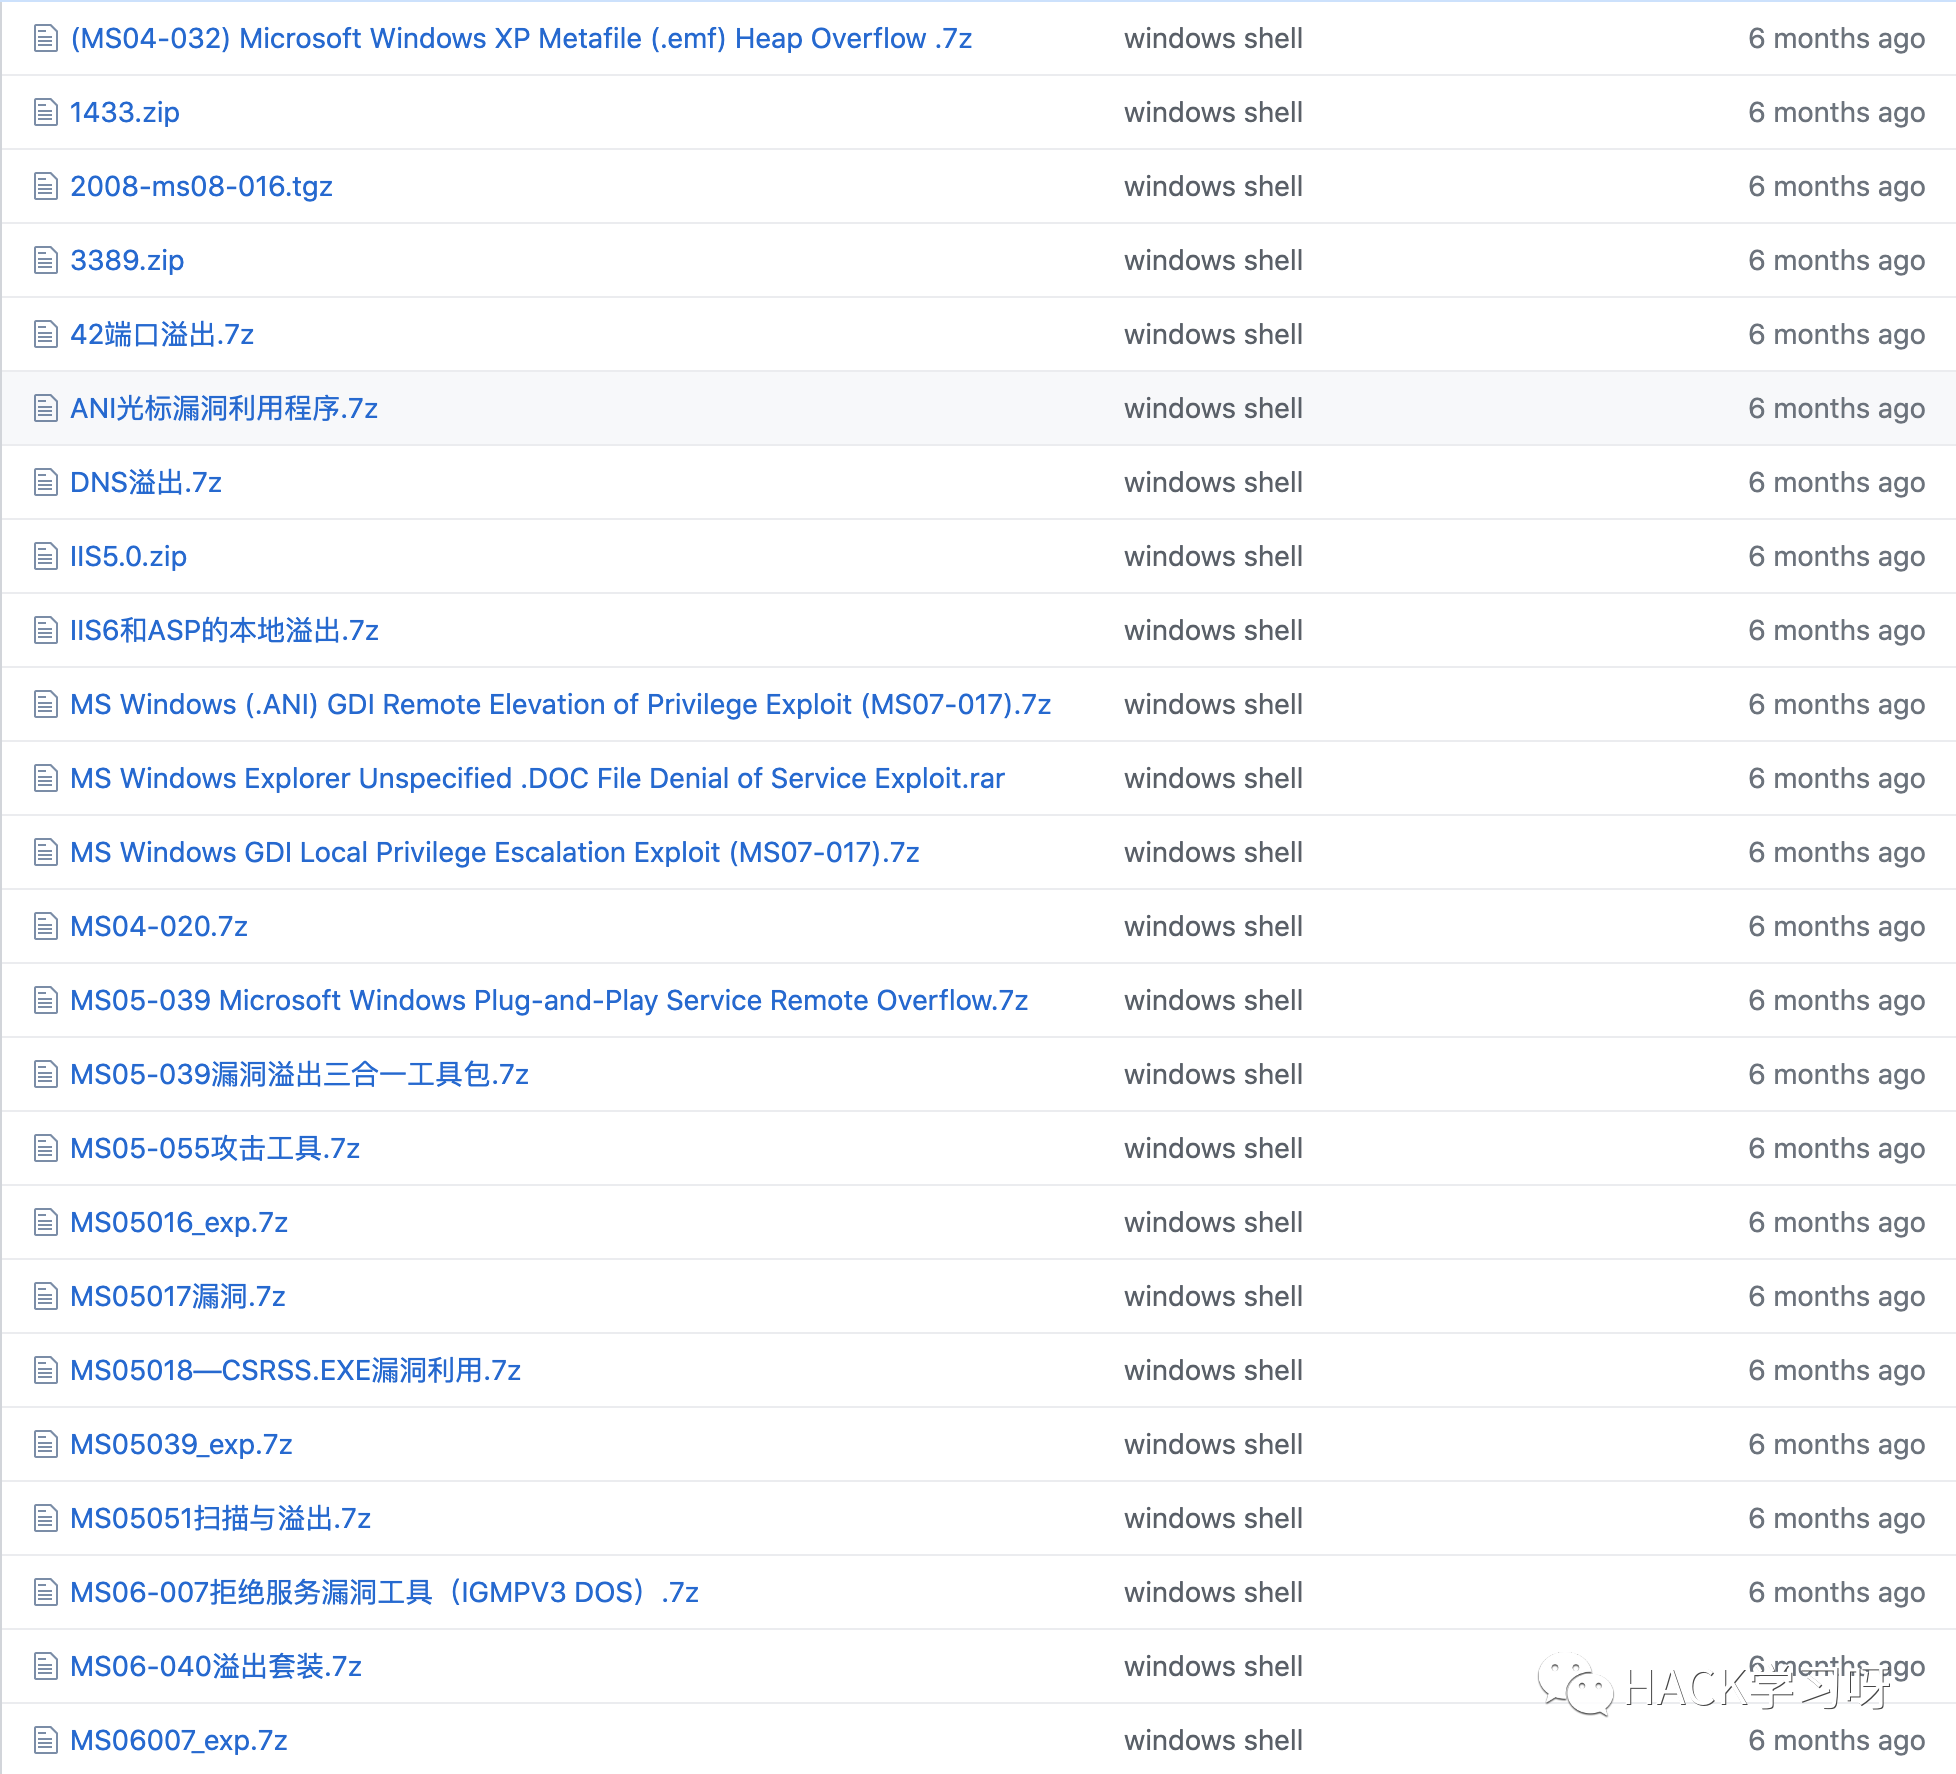 (MS04-032) Microsoft Windows XP Metafile (.emf) Heap Overflow .7z windows shell 6 months ago
1433.zip windows shell 6 months ago
2008-ms08-016.tgz windows shell 6 months ago
3389.zip windows shell 6 months ago
42端口溢出.7z windows shell 6 months ago
ANI光标漏洞利用程序.7z windows shell 6 months ago
DNS溢出.7z windows shell 6 months ago
IIS5.0.zip windows shell 6 months ago
IIS6和ASP的本地溢出.7z windows shell 6 months ago
MS Windows (.ANI) GDI Remote Elevation of Privilege Exploit (MS07-017).7z windows shell 6 months ago
MS Windows Explorer Unspecified .DOC File Denial of Service Exploit.rar windows shell 6 months ago
MS Windows GDI Local Privilege Escalation Exploit (MS07-017).7z windows shell 6 months ago
MS04-020.7z windows shell 6 months ago
MS05-039 Microsoft Windows Plug-and-Play Service Remote Overflow.7z windows shell 6 months ago
MS05-039漏洞溢出三合一工具包.7z windows shell 6 months ago
MS05-055攻击工具.7z windows shell 6 months ago
MS05016_exp.7z windows shell 6 months ago
MS05017漏洞.7z windows shell 6 months ago
MS05018—CSRSS.EXE漏洞利用.7z windows shell 6 months ago
MS05039_exp.7z windows shell 6 months ago
MS05051扫描与溢出.7z windows shell 6 months ago
MS06-007拒绝服务漏洞工具（IGMPV3 DOS）.7z windows shell 6 months ago
MS06-040溢出套装.7z windows shell 6 months ago
HACK学习呀
MS06007_exp.7z windows shell 6 months ago